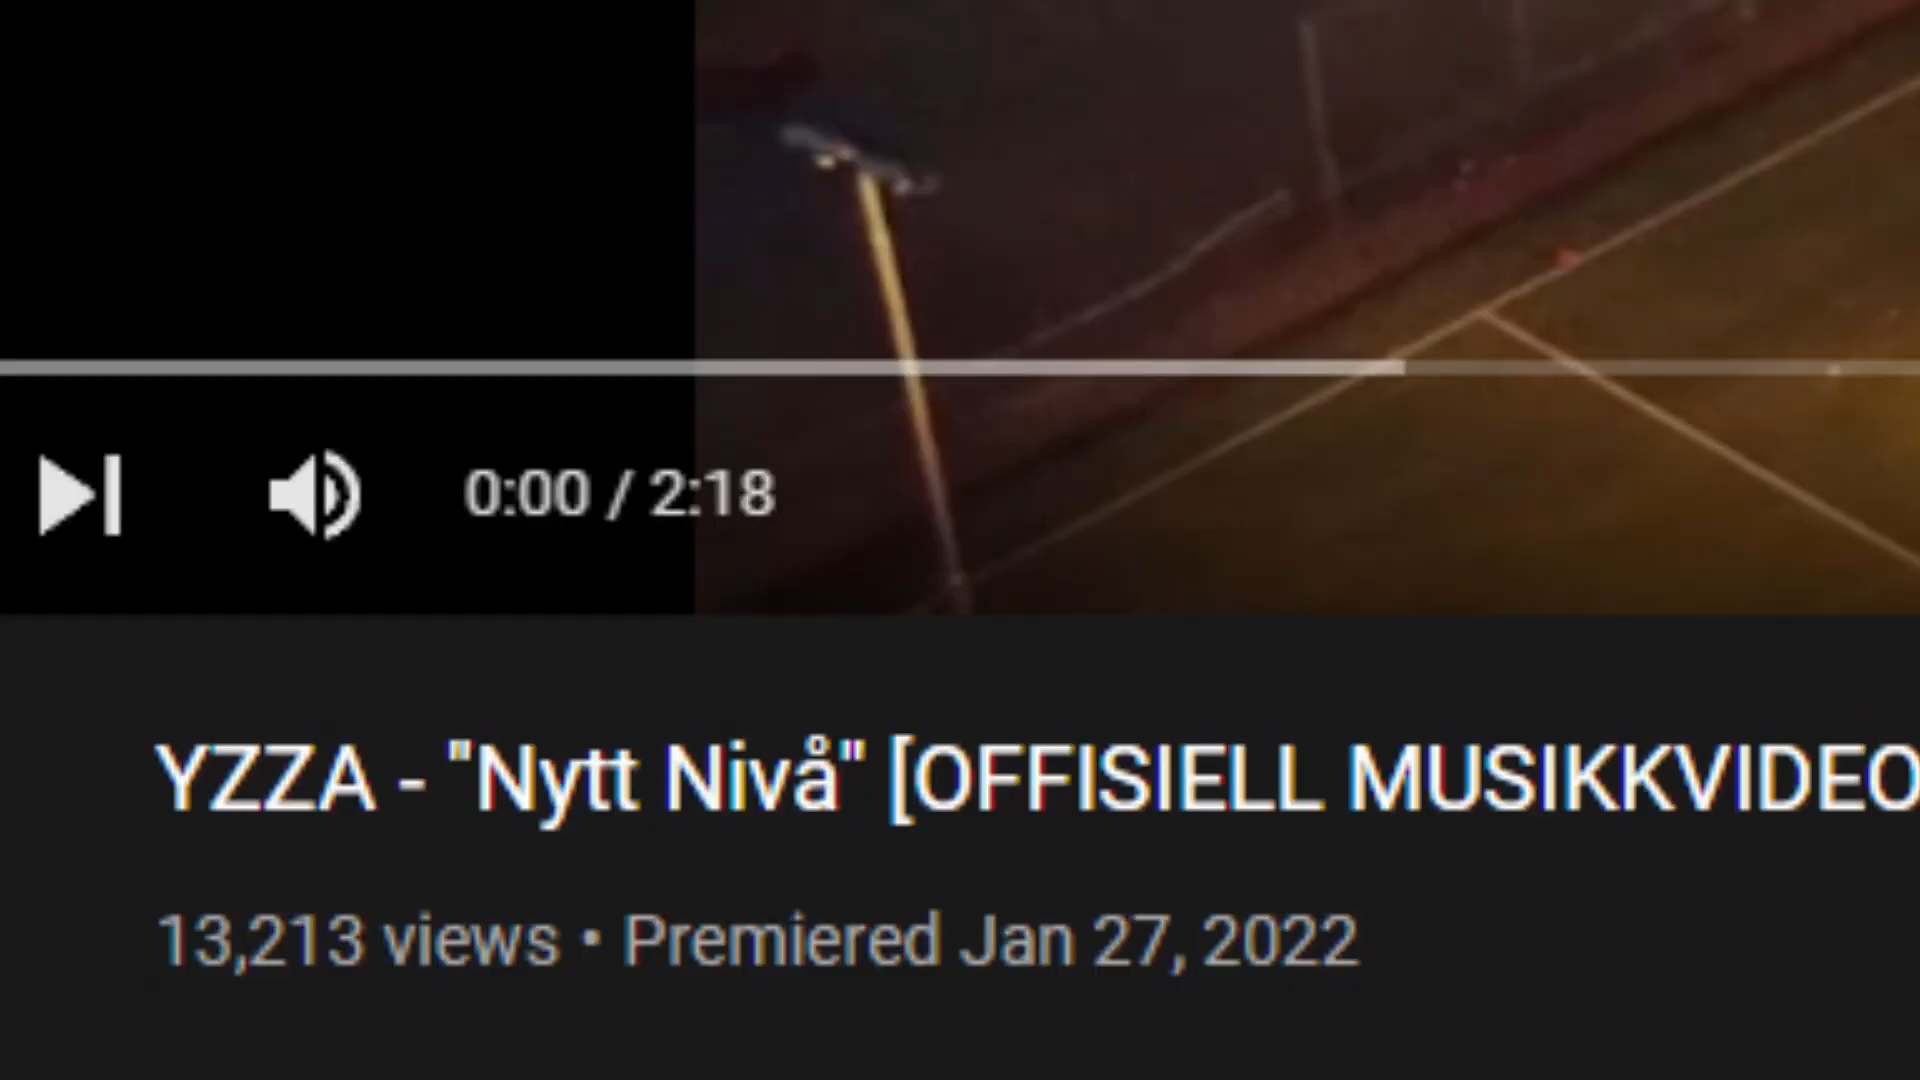 0:00 / 2:18
YZZA - "Nytt Nivå" [OFFISIELL MUSIKKVIDEO
13,213 views • Premiered Jan 27, 2022